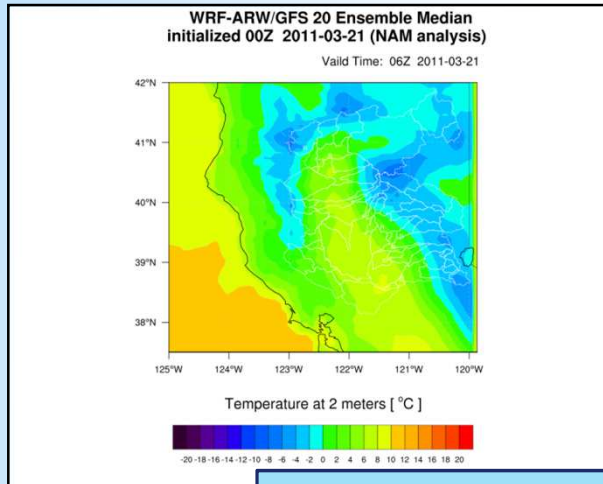 WRF-ARW/GFS 20 Ensemble Median
initialized 00Z 2011-03-21 (NAM analysis)
Vaild Time: 06Z 2011-03-21
42°N
41°N
40°N
39°N
38°N
125°W 124°W 123°W 122°W 121°W 120°W
Temperature at 2 meters [ °C ]
-20 -18 -16 -14 -12 -10 -8 -6 -4 -2 0 2 4 6 8 10 12 14 16 18 20